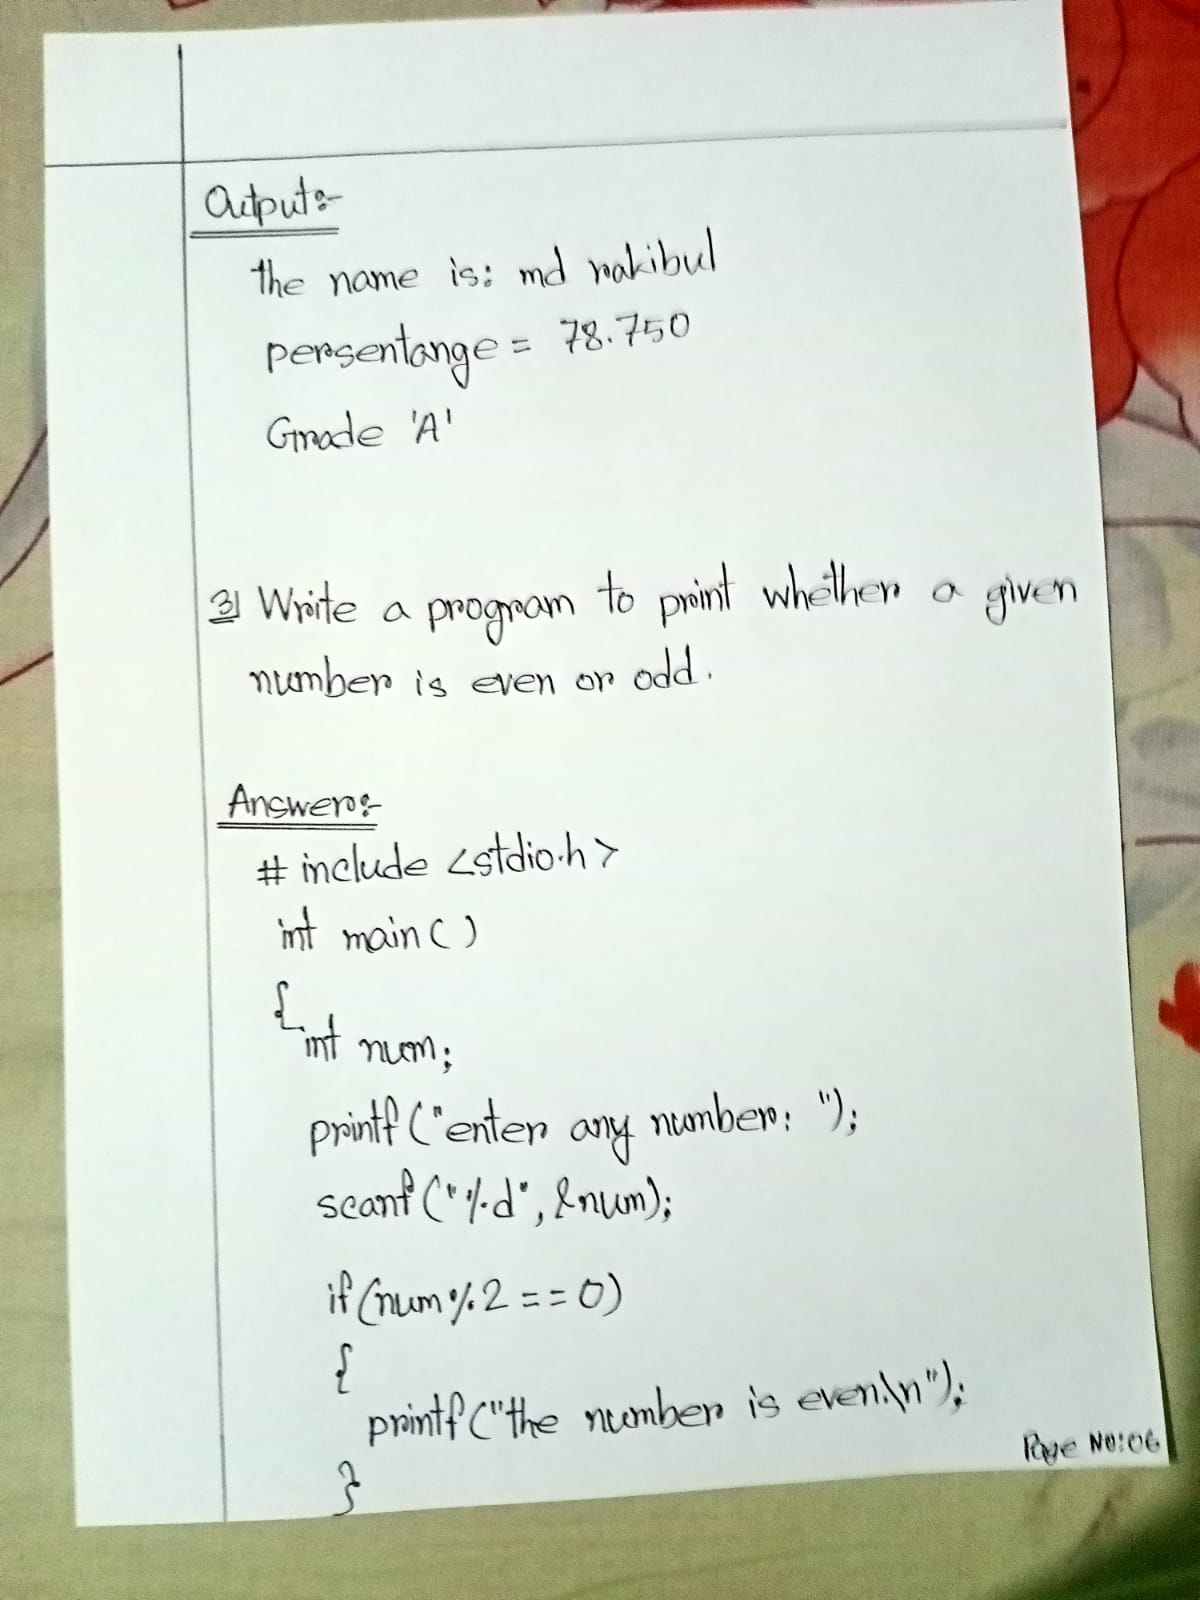 Output:-
the name is: md rakibul
persentange = 78.750
Grade 'A'
3] Write a program to print whether a given
number is even or odd.
Answer:-
# include <stdio.h>
int main()
{
int num;
printf("enter any number: ");
scanf("%d", &num);
if(num%2 == 0)
{
printf("the number is even.\n");
}
Page No:06